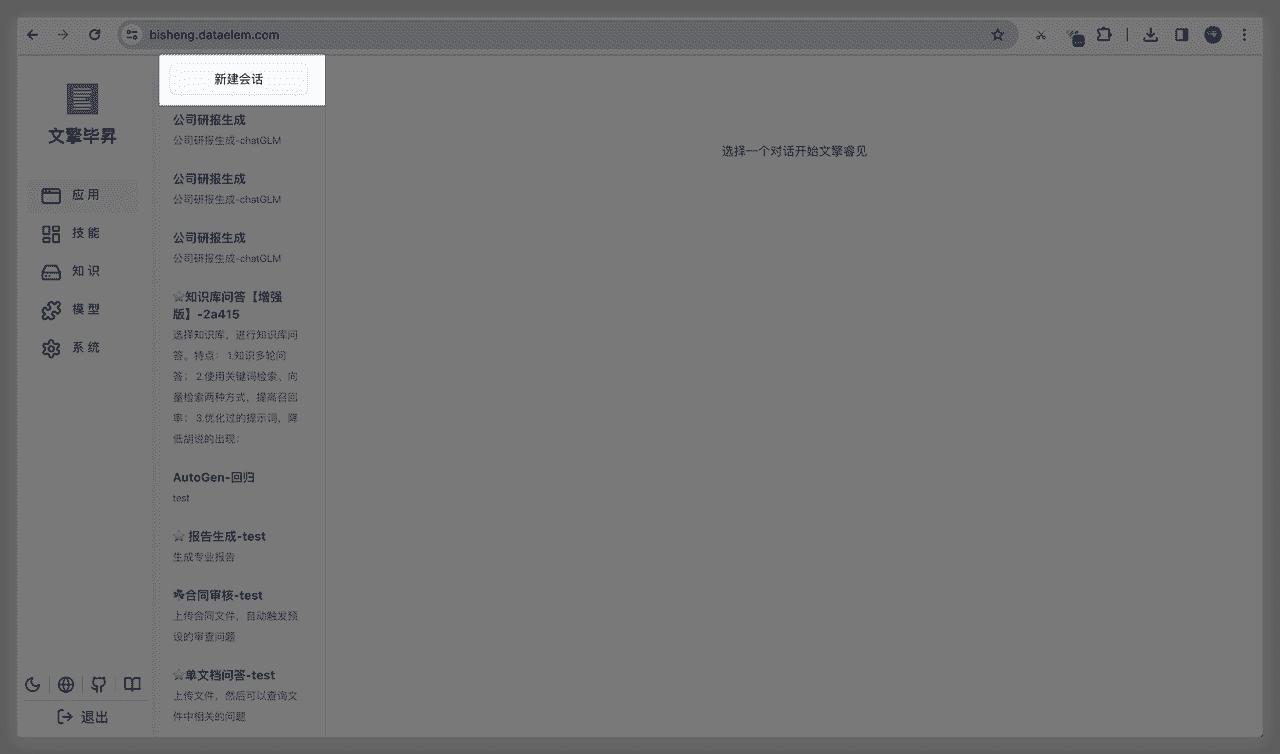 bisheng.dataelem.com
文擎毕昇
应用
技能
知识
模型
系统
退出
新建会话
公司研报生成
公司研报生成-chatGLM
公司研报生成
公司研报生成-chatGLM
公司研报生成
公司研报生成-chatGLM
知识库问答【增强
版】-2a415
选择知识库，进行知识库问
答。特点： 1.知识多轮问
答； 2.使用关键词检索、向
量检索两种方式，提高召回
率； 3.优化过的提示词，降
低胡说的出现；
AutoGen-回归
test
报告生成-test
生成专业报告
合同审核-test
上传合同文件，自动触发预
设的审查问题
单文档问答-test
上传文件，然后可以查询文
件中相关的问题
选择一个对话开始文擎睿见